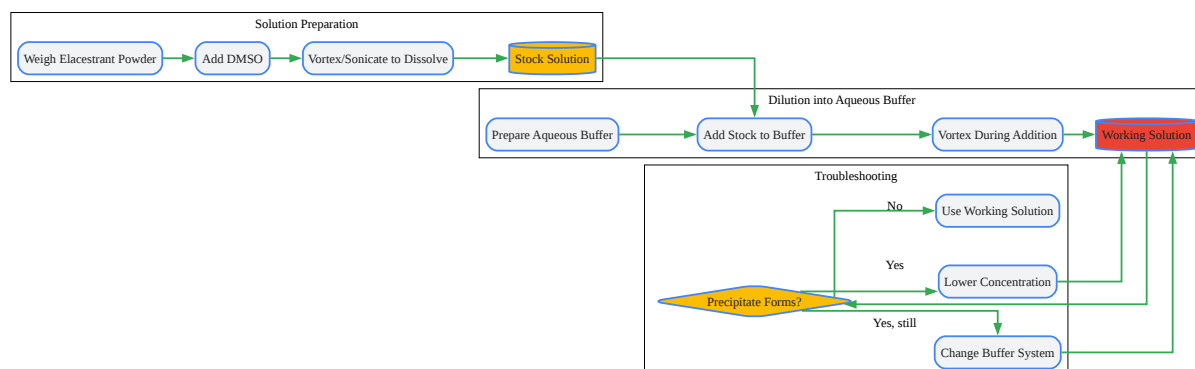 Solution Preparation
Weigh Elacestrant Powder
Add DMSO
Vortex/Sonicate to Dissolve
Stock Solution
Dilution into Aqueous Buffer
Prepare Aqueous Buffer
Add Stock to Buffer
Vortex During Addition
Working Solution
Troubleshooting
No
Use Working Solution
Yes
Lower Concentration
Precipitate Forms?
Yes, still
Change Buffer System